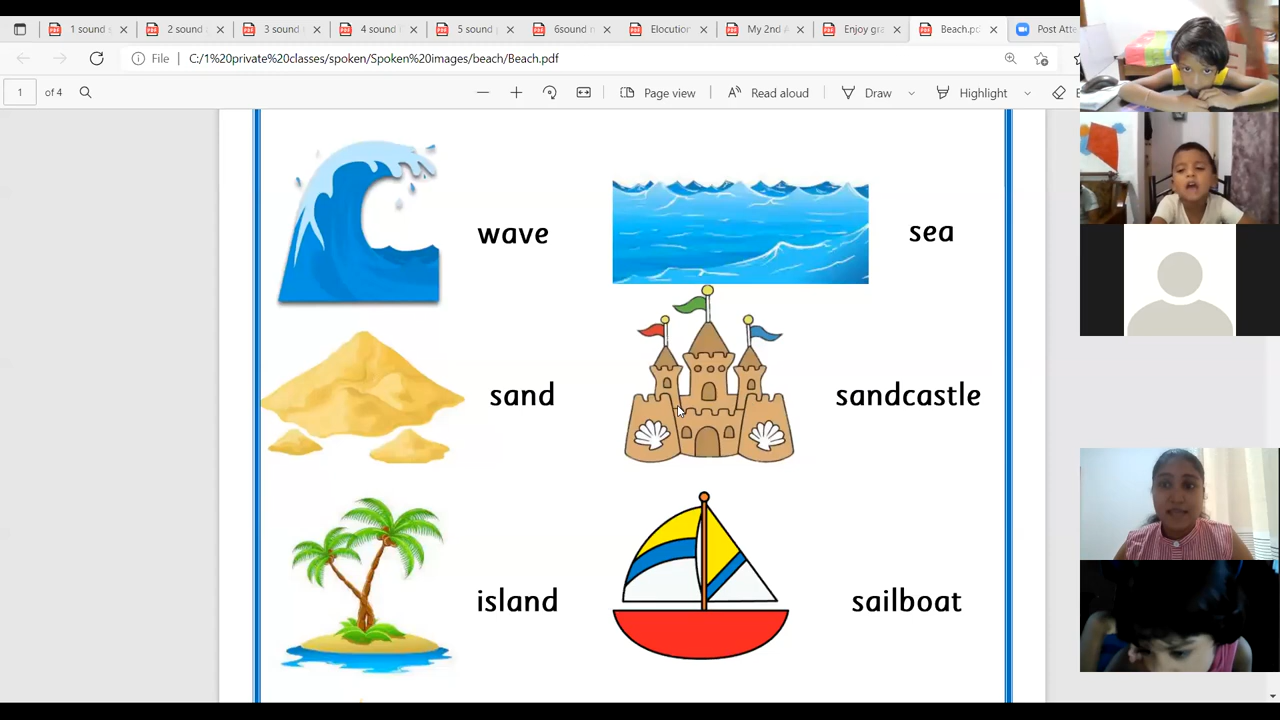 1 sound
2 sound
3 sound
4 sound
5 sound
6sound
Elocution
My 2nd
Enjoy gra
Beach.pd
Post Atte
File C:/1%20private%20classes/spoken/Spoken%20images/beach/Beach.pdf
1 of 4 Page view Read aloud Draw Highlight
wave sea
sand sandcastle
island sailboat